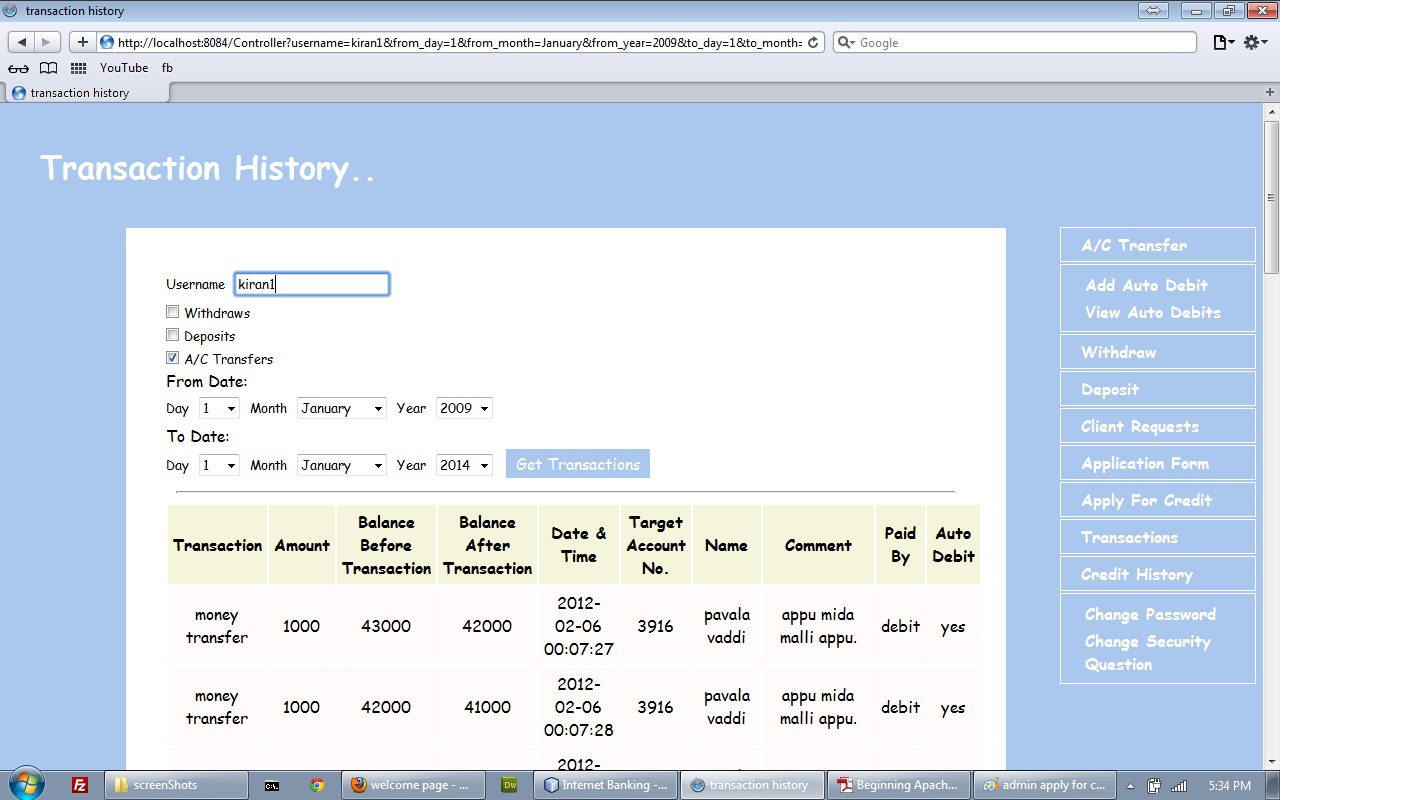 transaction history
http://localhost:8084/Controller?username=kiran1&from_day=1&from_month=January&from_year=2009&to_day=1&to_month=
Google
YouTube fb
transaction history
Transaction History..
Username kiran1
Withdraws
Deposits
A/C Transfers
From Date:
Day 1 Month January Year 2009
To Date:
Day 1 Month January Year 2014 Get Transactions
Transaction Amount Balance Before Transaction Balance After Transaction Date & Time Target Account No. Name Comment Paid By Auto Debit
money transfer 1000 43000 42000 2012-02-06 00:07:27 3916 pavala vaddi appu mida malli appu. debit yes
money transfer 1000 42000 41000 2012-02-06 00:07:28 3916 pavala vaddi appu mida malli appu. debit yes
2012-
A/C Transfer
Add Auto Debit
View Auto Debits
Withdraw
Deposit
Client Requests
Application Form
Apply For Credit
Transactions
Credit History
Change Password
Change Security
Question
screenShots welcome page - ... Dw Internet Banking -... transaction history Beginning Apach... admin apply for c... 5:34 PM